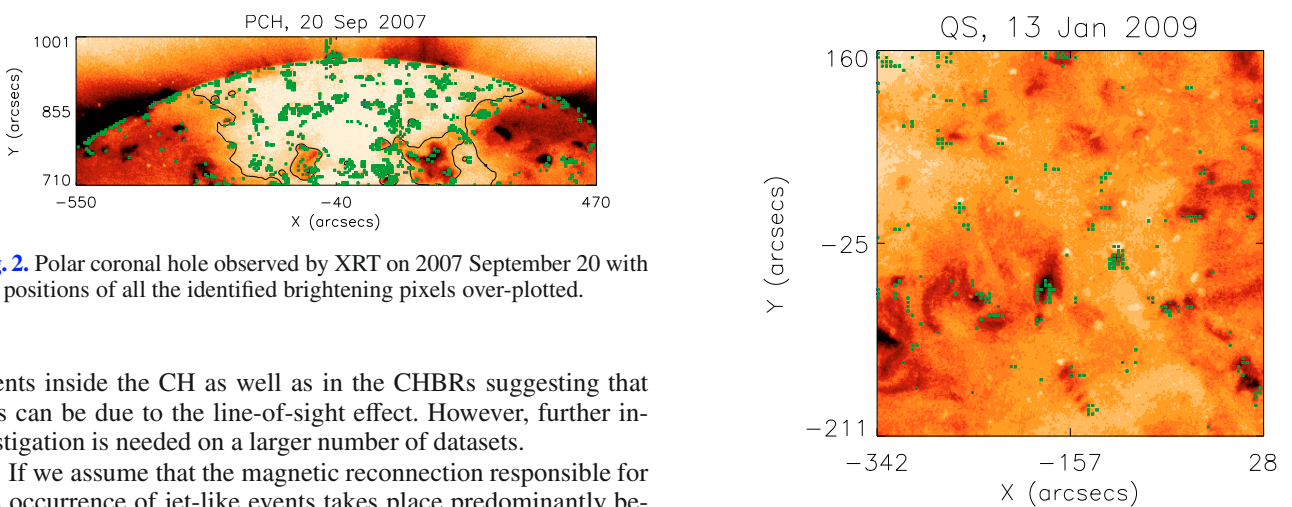 PCH, 20 Sep 2007
1001
855
710
Y (arcsecs)
−550
−40
470
X (arcsecs)
g. 2. Polar coronal hole observed by XRT on 2007 September 20 with
positions of all the identified brightening pixels over-plotted.
ents inside the CH as well as in the CHBRs suggesting that
s can be due to the line-of-sight effect. However, further in-
stigation is needed on a larger number of datasets.
If we assume that the magnetic reconnection responsible for
occurrence of jet-like events takes place predominantly be-
QS, 13 Jan 2009
160
−25
−211
Y (arcsecs)
−342
−157
28
X (arcsecs)